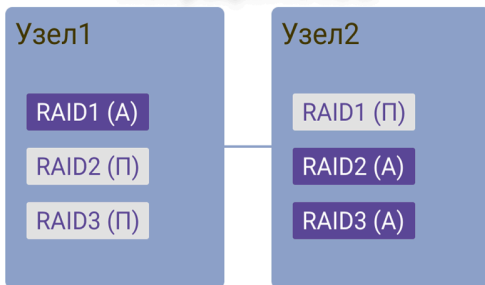 Узел1
RAID1 (А)
RAID2 (П)
RAID3 (П)
Узел2
RAID1 (П)
RAID2 (А)
RAID3 (А)